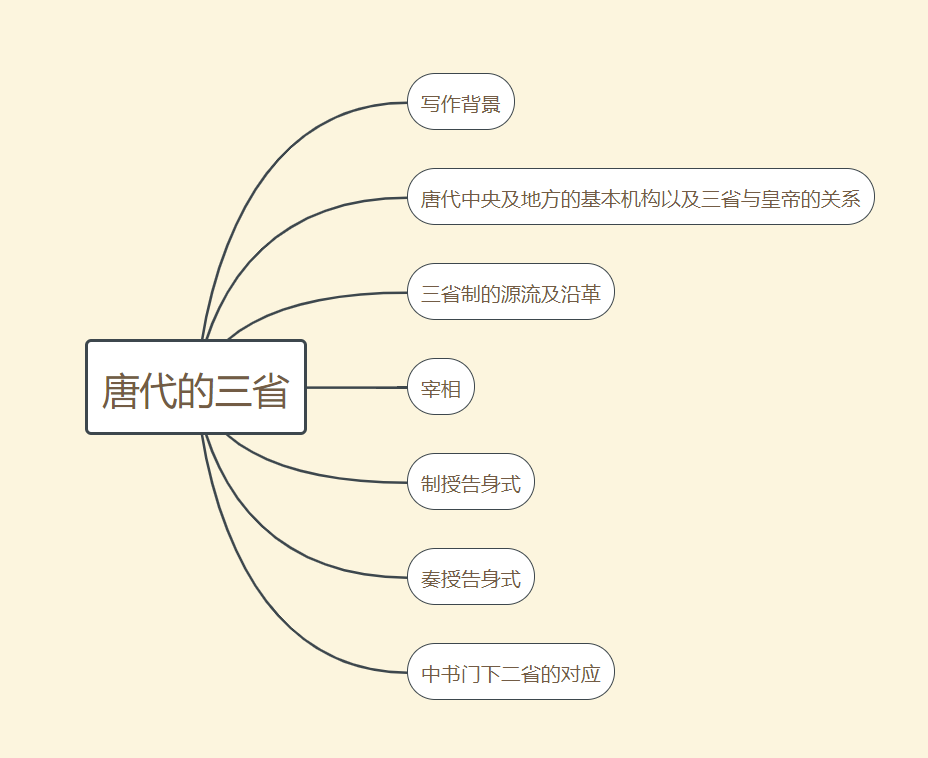 写作背景
唐代中央及地方的基本机构以及三省与皇帝的关系
三省制的源流及沿革
唐代的三省
宰相
制授告身式
奏授告身式
中书门下二省的对应